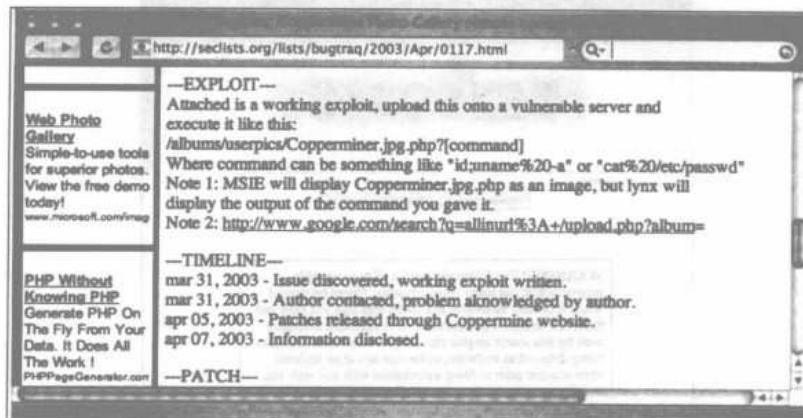 http://seclists.org/lists/bugtraq/2003/Apr/0117.html
Q-
Web Photo
Gallery
Simple-to-use tools
for superior photos.
View the free demo
today!
www.microsoft.com/imag
PHP Without
Knowing PHP
Generate PHP On
The Fly From Your
Data. It Does All
The Work !
PHPPageGenerator.com
---EXPLOIT---
Attached is a working exploit, upload this onto a vulnerable server and
execute it like this:
/albums/userpics/Copperminer.jpg.php?[command]
Where command can be something like "id;uname%20-a" or "cat%20/etc/passwd"
Note 1: MSIE will display Copperminer.jpg.php as an image, but lynx will
display the output of the command you gave it.
Note 2: http://www.google.com/search?q=allinurl%3A+/upload.php?album=
---TIMELINE---
mar 31, 2003 - Issue discovered, working exploit written.
mar 31, 2003 - Author contacted, problem aknowledged by author.
apr 05, 2003 - Patches released through Coppermine website.
apr 07, 2003 - Information disclosed.
---PATCH---